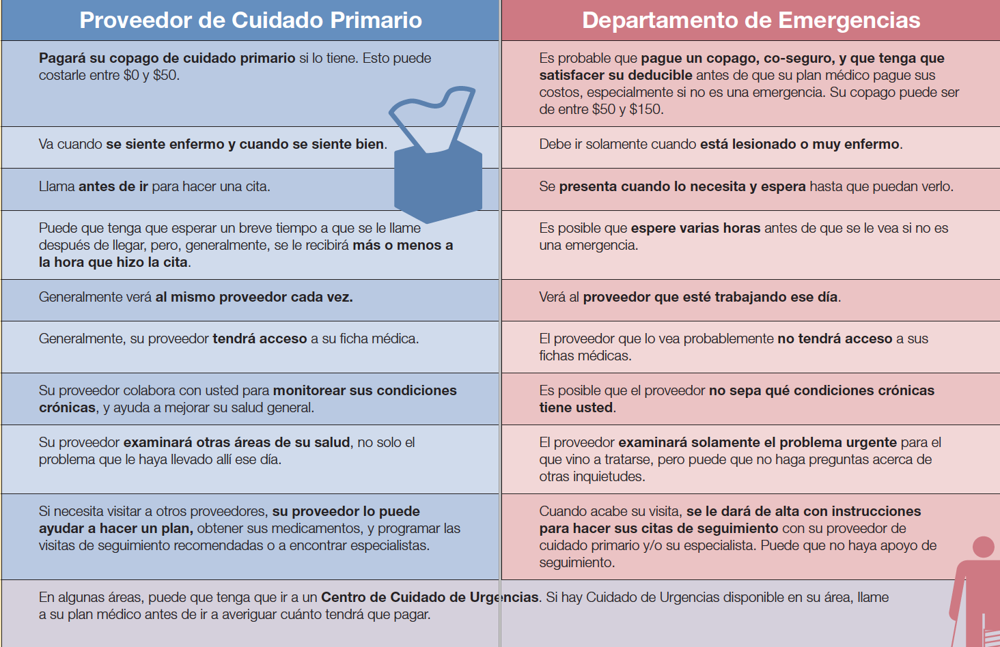 Proveedor de Cuidado Primario
Departamento de Emergencias
Pagará su copago de cuidado primario si lo tiene. Esto puede
costarle entre $0 y $50.
Es probable que pague un copago, co-seguro, y que tenga que
satisfacer su deducible antes de que su plan médico pague sus
costos, especialmente si no es una emergencia. Su copago puede ser
de entre $50 y $150.
Va cuando se siente enfermo y cuando se siente bien.
Debe ir solamente cuando está lesionado o muy enfermo.
Llama antes de ir para hacer una cita.
Se presenta cuando lo necesita y espera hasta que puedan verlo.
Puede que tenga que esperar un breve tiempo a que se le llame
después de llegar, pero, generalmente, se le recibirá más o menos a
la hora que hizo la cita.
Es posible que espere varias horas antes de que se le vea si no es
una emergencia.
Generalmente verá al mismo proveedor cada vez.
Verá al proveedor que esté trabajando ese día.
Generalmente, su proveedor tendrá acceso a su ficha médica.
El proveedor que lo vea probablemente no tendrá acceso a sus
fichas médicas.
Su proveedor colabora con usted para monitorear sus condiciones
crónicas, y ayuda a mejorar su salud general.
Es posible que el proveedor no sepa qué condiciones crónicas
tiene usted.
Su proveedor examinará otras áreas de su salud, no solo el
problema que le haya llevado allí ese día.
El proveedor examinará solamente el problema urgente para el
que vino a tratarse, pero puede que no haga preguntas acerca de
otras inquietudes.
Si necesita visitar a otros proveedores, su proveedor lo puede
ayudar a hacer un plan, obtener sus medicamentos, y programar las
visitas de seguimiento recomendadas o a encontrar especialistas.
Cuando acabe su visita, se le dará de alta con instrucciones
para hacer sus citas de seguimiento con su proveedor de
cuidado primario y/o su especialista. Puede que no haya apoyo de
seguimiento.
En algunas áreas, puede que tenga que ir a un Centro de Cuidado de Urgencias. Si hay Cuidado de Urgencias disponible en su área, llame
a su plan médico antes de ir a averiguar cuánto tendrá que pagar.